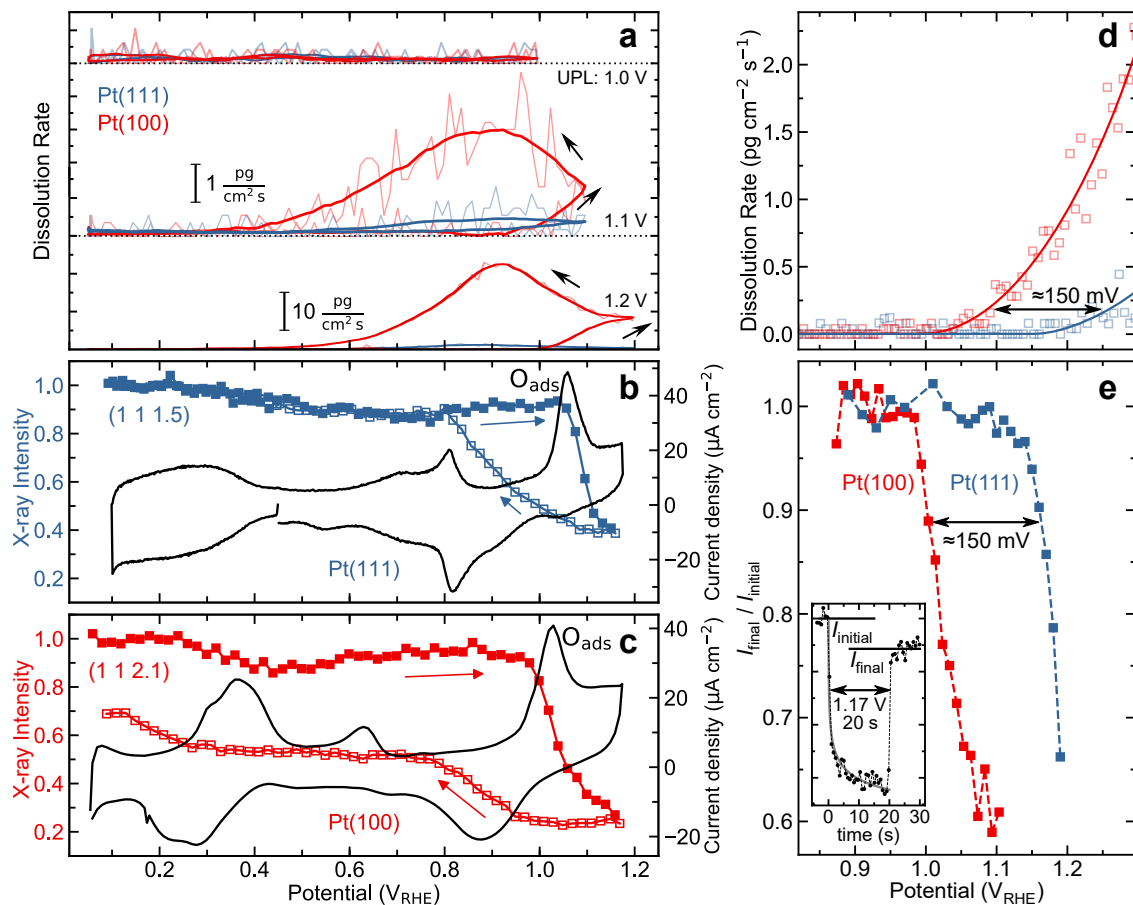 a
UPL: 1.0 V
Pt(111)
Pt(100)
Dissolution Rate
1 pg/cm² s
1.1 V
10 pg/cm² s
1.2 V
b
O_ads
1.0
0.8
0.6
0.4
0.2
X-ray Intensity
(1 1 1.5)
Pt(111)
40
20
0
−20
Current density (µA cm⁻²)
c
O_ads
1.0
0.8
0.6
0.4
0.2
X-ray Intensity
(1 1 2.1)
Pt(100)
40
20
0
−20
Current density (µA cm⁻²)
0.0 0.2 0.4 0.6 0.8 1.0 1.2
Potential (V_RHE)
d
2.0
1.5
1.0
0.5
0.0
Dissolution Rate (pg cm⁻² s⁻¹)
≈150 mV
e
1.0
0.9
0.8
0.7
0.6
I_final / I_initial
Pt(100) Pt(111)
≈150 mV
I_initial
I_final
1.17 V
20 s
0 10 20 30
time (s)
0.9 1.0 1.1 1.2
Potential (V_RHE)